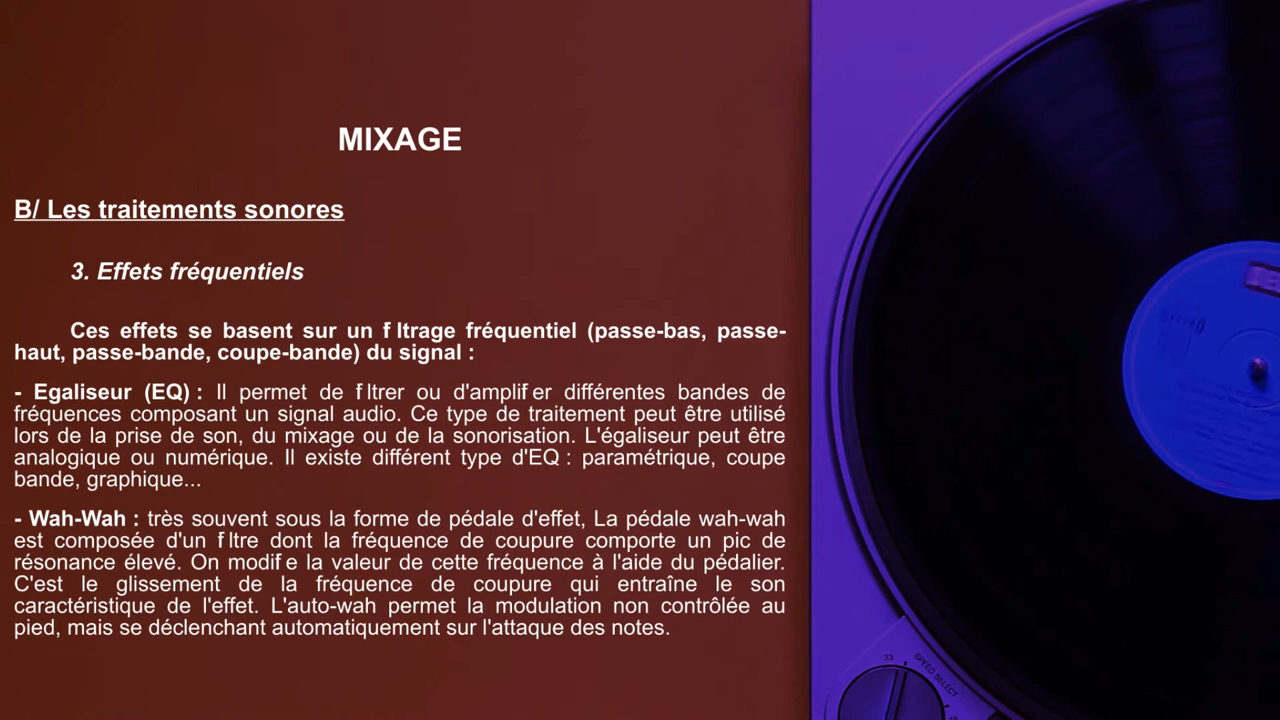 MIXAGE
B/ Les traitements sonores
3. Effets fréquentiels
Ces effets se basent sur un f ltrage fréquentiel (passe-bas, passe-
haut, passe-bande, coupe-bande) du signal :
- Egaliseur (EQ) : Il permet de f ltrer ou d'amplif er différentes bandes de
fréquences composant un signal audio. Ce type de traitement peut être utilisé
lors de la prise de son, du mixage ou de la sonorisation. L'égaliseur peut être
analogique ou numérique. Il existe différent type d'EQ : paramétrique, coupe
bande, graphique...
- Wah-Wah : très souvent sous la forme de pédale d'effet, La pédale wah-wah
est composée d'un f ltre dont la fréquence de coupure comporte un pic de
résonance élevé. On modif e la valeur de cette fréquence à l'aide du pédalier.
C'est le glissement de la fréquence de coupure qui entraîne le son
caractéristique de l'effet. L'auto-wah permet la modulation non contrôlée au
pied, mais se déclenchant automatiquement sur l'attaque des notes.
33
SPEED SELECT